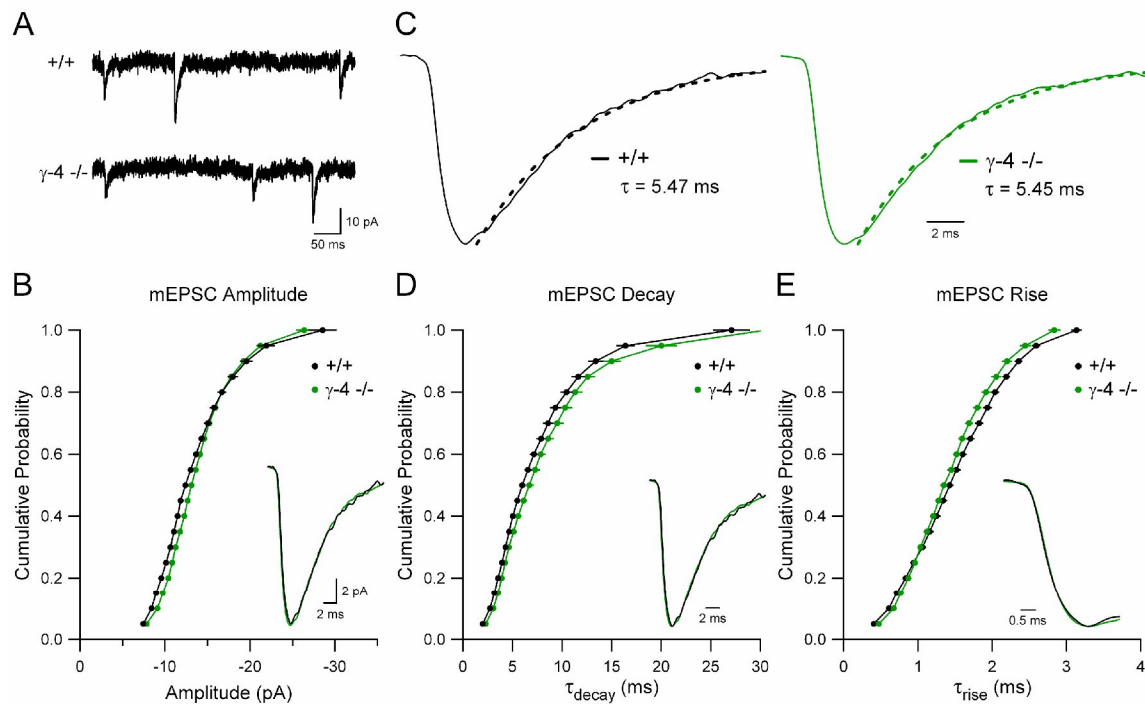 A
+/+
γ-4 -/-
10 pA
50 ms
C
+/+
τ = 5.47 ms
γ-4 -/-
τ = 5.45 ms
2 ms
B
mEPSC Amplitude
Cumulative Probability
1.0
0.8
0.6
0.4
0.2
0.0
+/+
γ-4 -/-
2 pA
2 ms
0
-10
-20
-30
Amplitude (pA)
D
mEPSC Decay
Cumulative Probability
1.0
0.8
0.6
0.4
0.2
0.0
+/+
γ-4 -/-
2 ms
0
5
10
15
20
25
30
τdecay (ms)
E
mEPSC Rise
Cumulative Probability
1.0
0.8
0.6
0.4
0.2
0.0
+/+
γ-4 -/-
0.5 ms
0
1
2
3
4
τrise (ms)